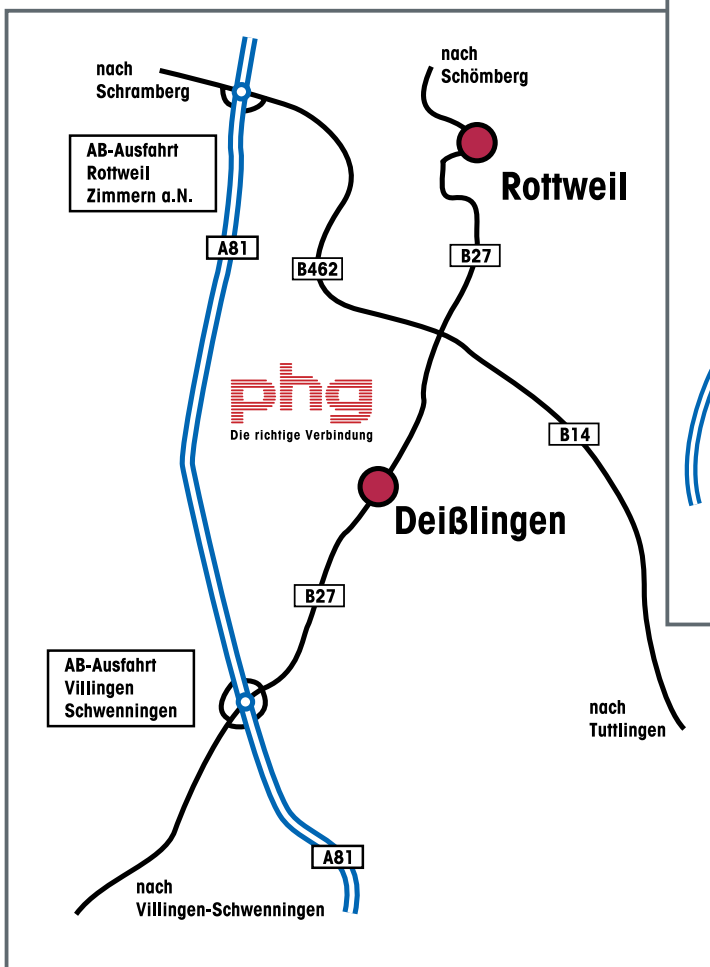 nach
Schramberg
nach
Schömberg
AB-Ausfahrt
Rottweil
Zimmern a.N.
Rottweil
A81
B462
B27
phg
Die richtige Verbindung
B14
Deißlingen
B27
AB-Ausfahrt
Villingen
Schwenningen
nach
Tuttlingen
A81
nach
Villingen-Schwenningen